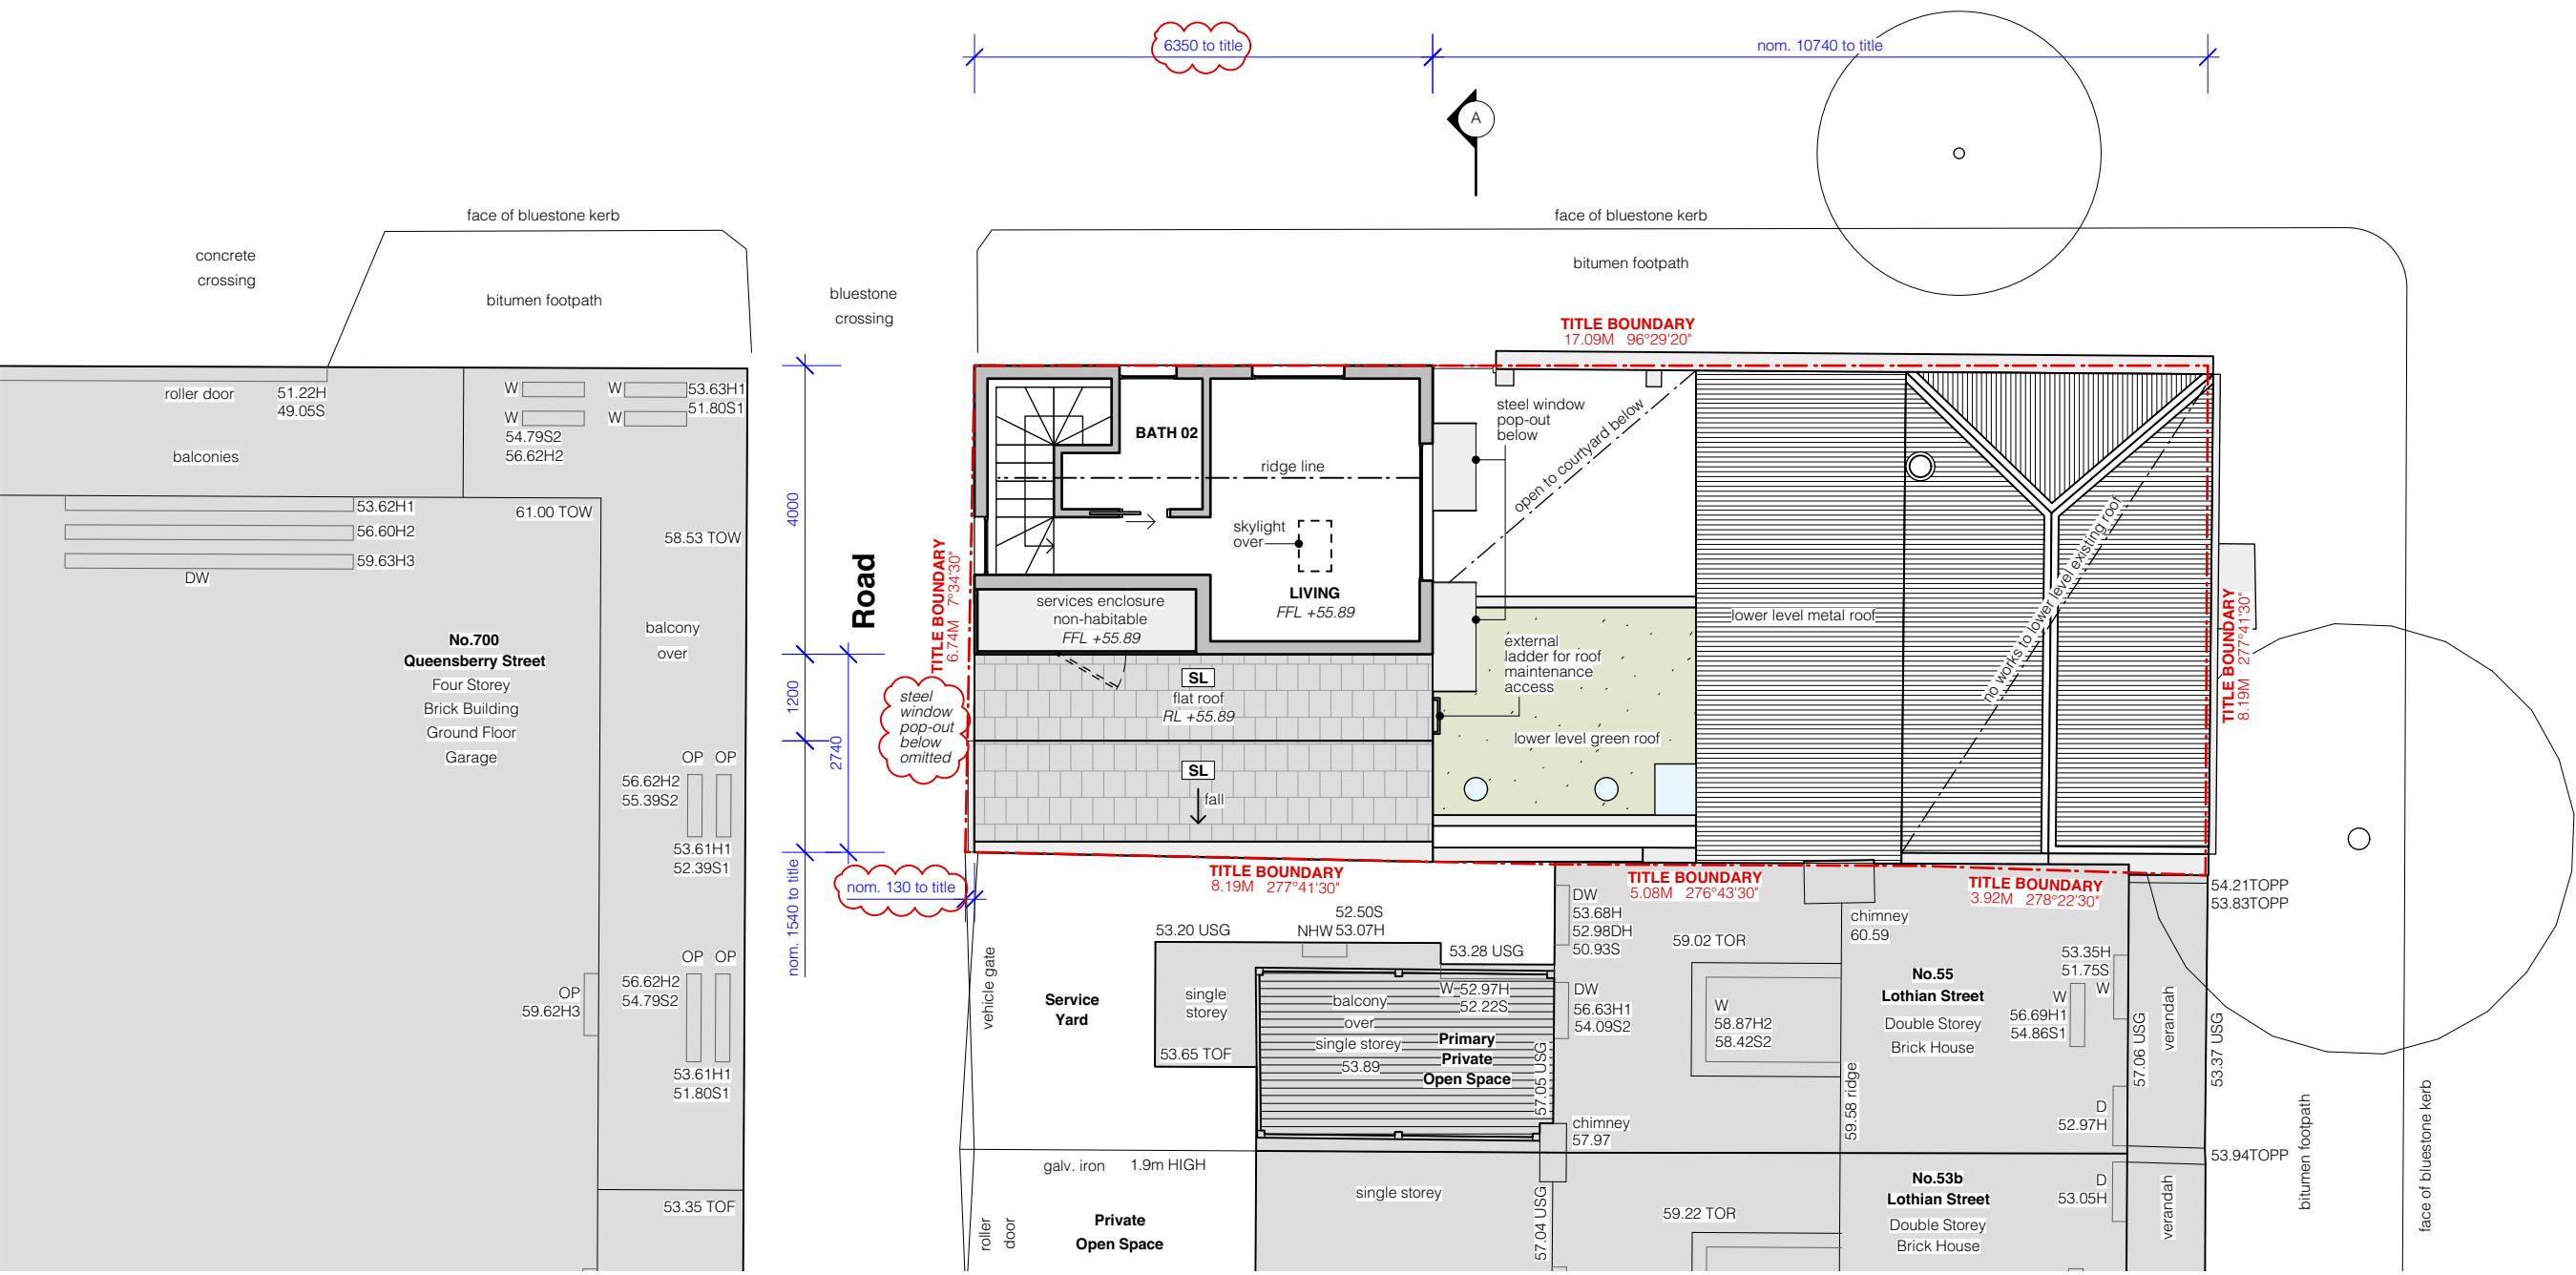 6350 to title
nom. 10740 to title
A
face of bluestone kerb
face of bluestone kerb
concrete
crossing
bitumen footpath
bluestone
crossing
bitumen footpath
TITLE BOUNDARY
17.09M 96°29'20"
roller door
51.22H
49.05S
balconies
W
W
W
W
53.63H1
51.80S1
54.79S2
56.62H2
53.62H1
56.60H2
59.63H3
DW
61.00 TOW
58.53 TOW
No.700
Queensberry Street
Four Storey
Brick Building
Ground Floor
Garage
balcony
over
OP OP
56.62H2
55.39S2
53.61H1
52.39S1
OP OP
56.62H2
54.79S2
OP
59.62H3
53.61H1
51.80S1
53.35 TOF
4000
1200
2740
nom. 1540 to title
Road
TITLE BOUNDARY
6.74M 7°34'30"
steel
window
pop-out
below
omitted
nom. 130 to title
BATH 02
ridge line
skylight
over
LIVING
FFL +55.89
services enclosure
non-habitable
FFL +55.89
SL
flat roof
RL +55.89
SL
fall
steel window
pop-out
below
open to courtyard below
external
ladder for roof
maintenance
access
lower level green roof
lower level metal roof
no works to lower level existing roof
TITLE BOUNDARY
8.19M 277°41'30"
TITLE BOUNDARY
8.19M 277°41'30"
TITLE BOUNDARY
5.08M 276°43'30"
TITLE BOUNDARY
3.92M 278°22'30"
54.21TOPP
53.83TOPP
vehicle gate
Service
Yard
53.20 USG
52.50S
NHW 53.07H
53.28 USG
single
storey
53.65 TOF
balcony
over
single storey
53.89
W 52.97H
52.22S
Primary
Private
Open Space
57.05 USG
DW
53.68H
52.98DH
50.93S
DW
56.63H1
54.09S2
59.02 TOR
W
58.87H2
58.42S2
chimney
60.59
chimney
57.97
59.58 ridge
No.55
Lothian Street
Double Storey
Brick House
53.35H
51.75S
W
W
56.69H1
54.86S1
D
52.97H
57.06 USG
verandah
53.37 USG
53.94TOPP
bitumen footpath
face of bluestone kerb
galv. iron 1.9m HIGH
roller
door
Private
Open Space
single storey
57.04 USG
59.22 TOR
No.53b
Lothian Street
Double Storey
Brick House
D
53.05H
verandah